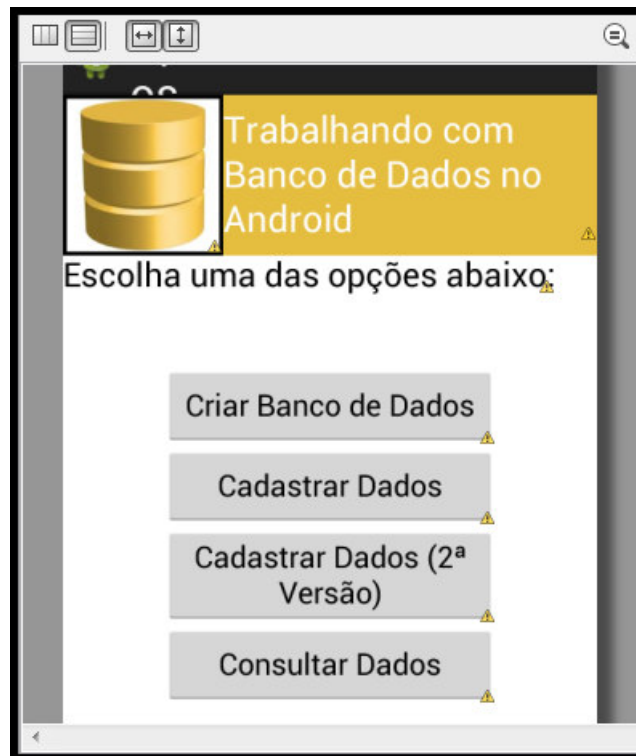 os
Trabalhando com
Banco de Dados no
Android
Escolha uma das opções abaixo:
Criar Banco de Dados
Cadastrar Dados
Cadastrar Dados (2ª
Versão)
Consultar Dados